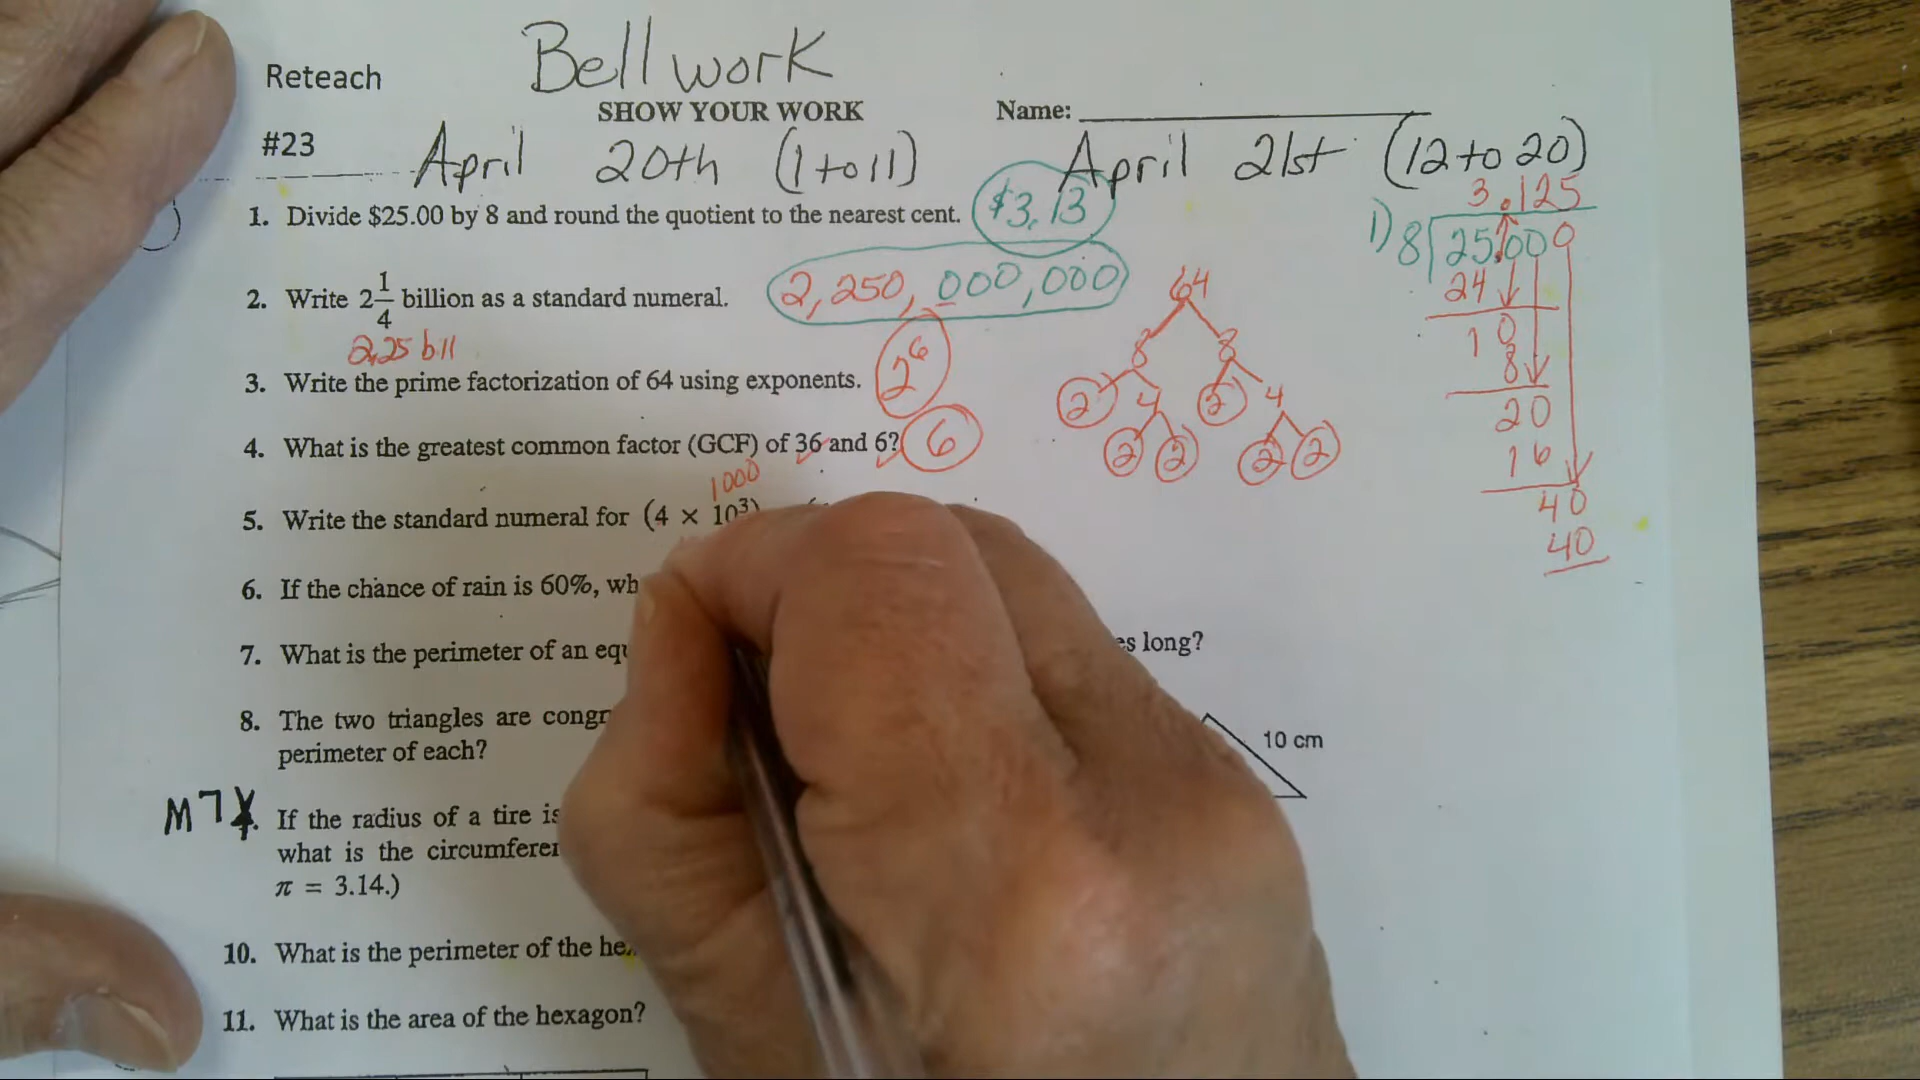 Bell work
Reteach
SHOW YOUR WORK Name:
#23 April 20th (1 to 11) April 21st (12 to 20)
1. Divide $25.00 by 8 and round the quotient to the nearest cent. $3.13
2. Write 2 1/4 billion as a standard numeral. 2,250,000,000
2.25 bill
3. Write the prime factorization of 64 using exponents. 2^6
4. What is the greatest common factor (GCF) of 36 and 6? 6
1000
5. Write the standard numeral for (4 × 10³)
6. If the chance of rain is 60%,
7. What is the perimeter of an
es long?
8. The two triangles are
perimeter of each?
10 cm
M7
If the radius of a tire is
what is the
π = 3.14.)
10. What is the perimeter of the
11. What is the area of the hexagon?
64
8 8
2 4 2 4
2 2 2 2
3.125
1) 8 25.000
24
10
8
20
16
40
40